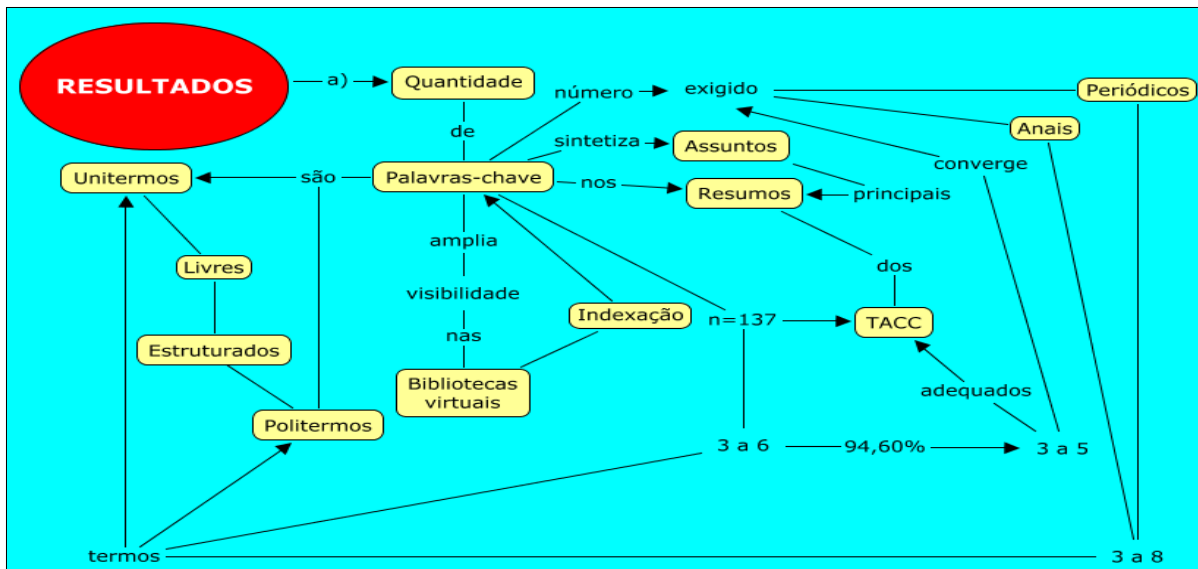 RESULTADOS
a)
Quantidade
número
exigido
Periódicos
de
Anais
sintetiza
Assuntos
converge
Unitermos
são
Palavras-chave
nos
Resumos
principais
amplia
Livres
dos
visibilidade
Indexação
n=137
TACC
nas
Estruturados
Bibliotecas
virtuais
adequados
Politermos
3 a 6
94,60%
3 a 5
termos
3 a 8